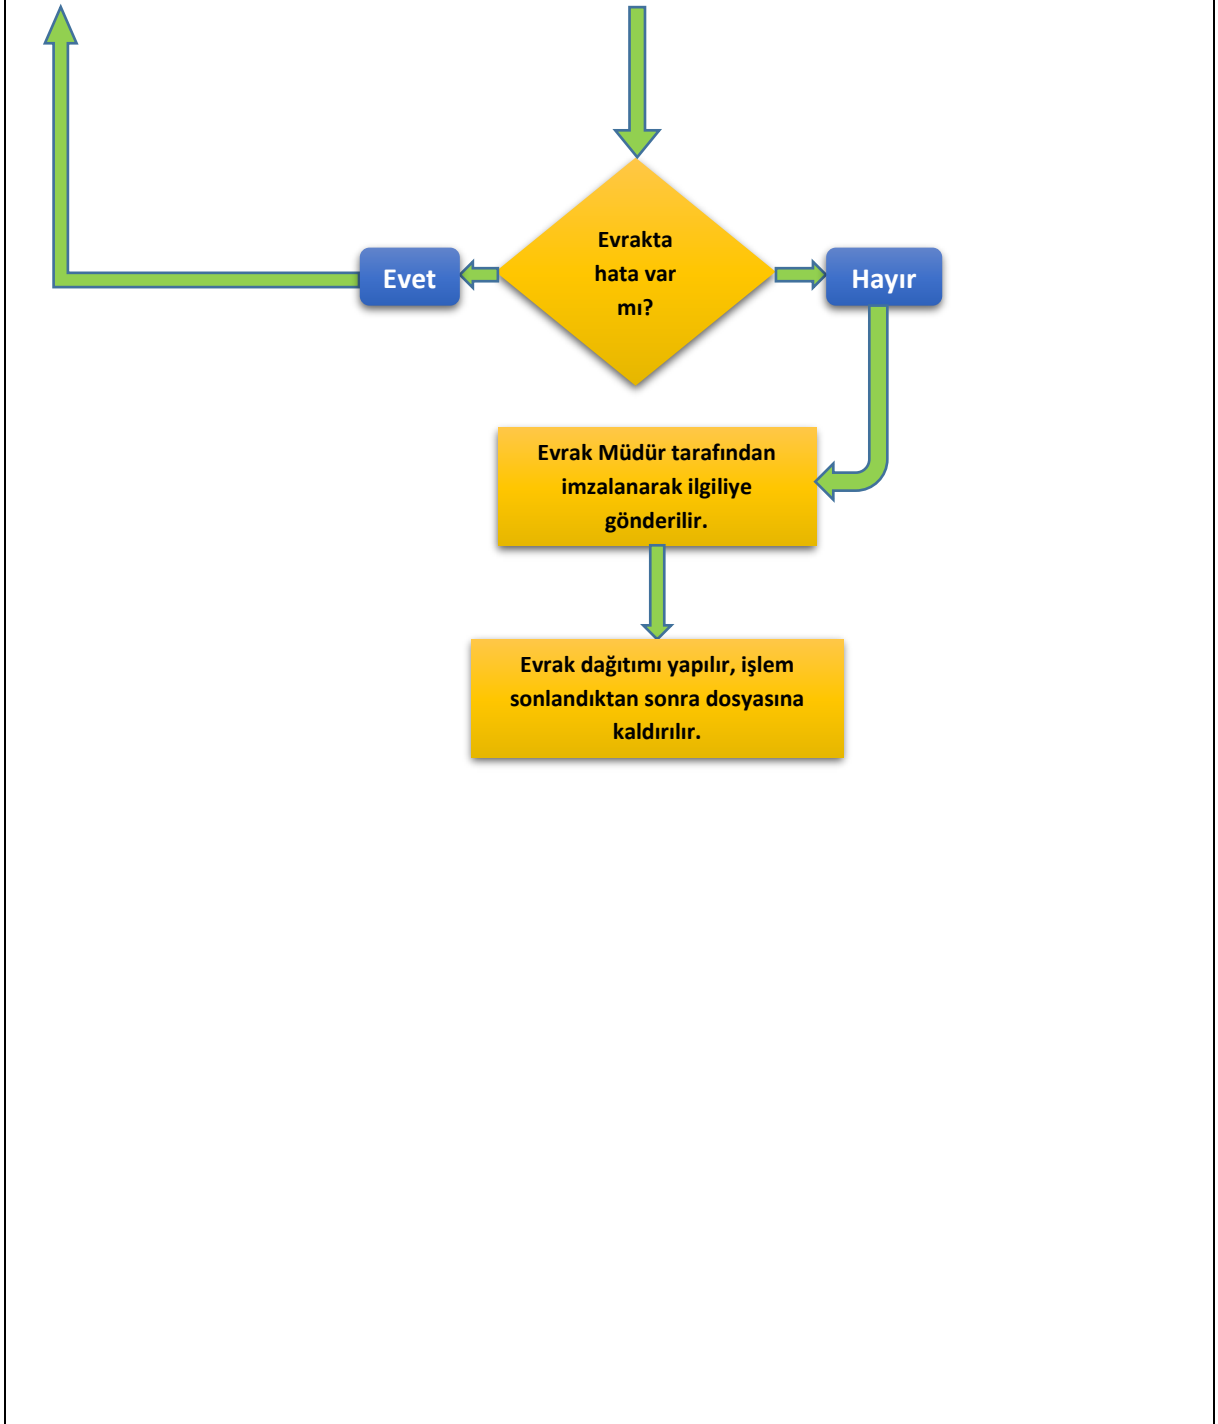 Evrakta
hata var
mı?
Evet
Hayır
Evrak Müdür tarafından
imzalanarak ilgiliye
gönderilir.
Evrak dağıtımı yapılır, işlem
sonlandıktan sonra dosyasına
kaldırılır.